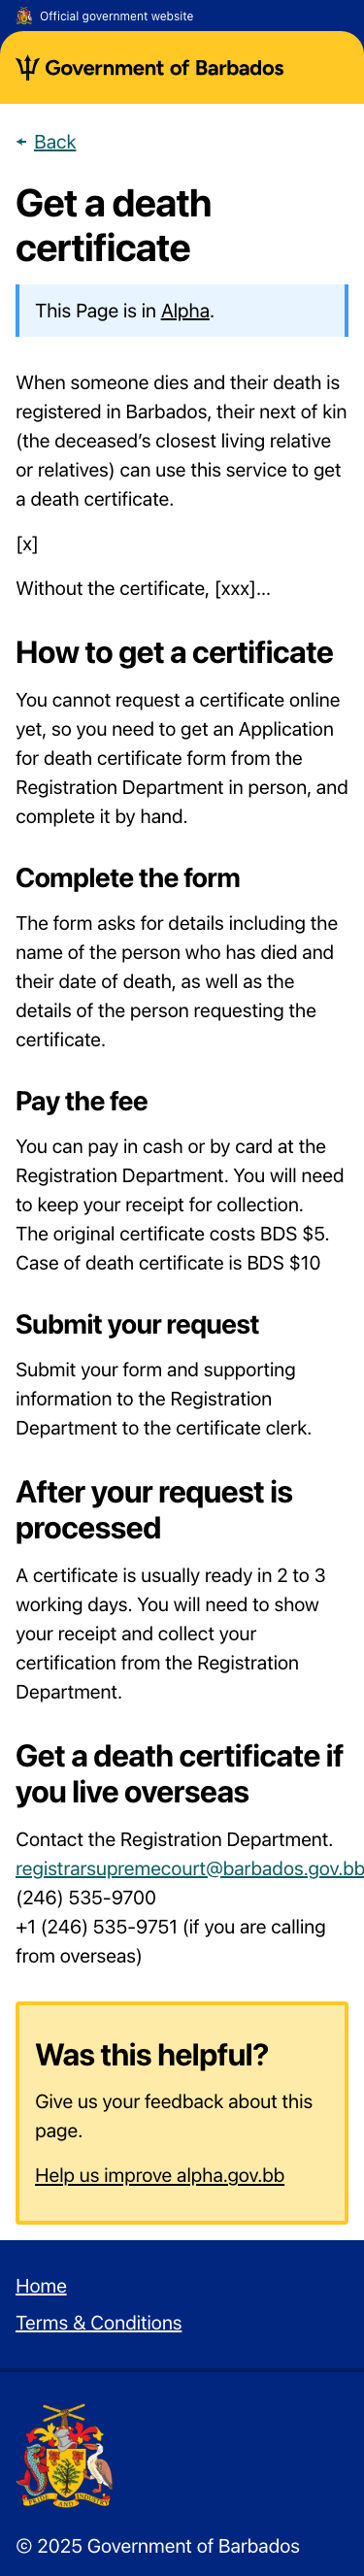 Official government website
Government of Barbados
Back
Get a death
certificate
This Page is in Alpha.
When someone dies and their death is
registered in Barbados, their next of kin
(the deceased’s closest living relative
or relatives) can use this service to get
a death certificate.
[x]
Without the certificate, [xxx]...
How to get a certificate
You cannot request a certificate online
yet, so you need to get an Application
for death certificate form from the
Registration Department in person, and
complete it by hand.
Complete the form
The form asks for details including the
name of the person who has died and
their date of death, as well as the
details of the person requesting the
certificate.
Pay the fee
You can pay in cash or by card at the
Registration Department. You will need
to keep your receipt for collection.
The original certificate costs BDS $5.
Case of death certificate is BDS $10
Submit your request
Submit your form and supporting
information to the Registration
Department to the certificate clerk.
After your request is
processed
A certificate is usually ready in 2 to 3
working days. You will need to show
your receipt and collect your
certification from the Registration
Department.
Get a death certificate if
you live overseas
Contact the Registration Department.
registrarsupremecourt@barbados.gov.bb
(246) 535-9700
+1 (246) 535-9751 (if you are calling
from overseas)
Was this helpful?
Give us your feedback about this
page.
Help us improve alpha.gov.bb
Home
Terms & Conditions
PRIDE AND INDUSTRY
© 2025 Government of Barbados